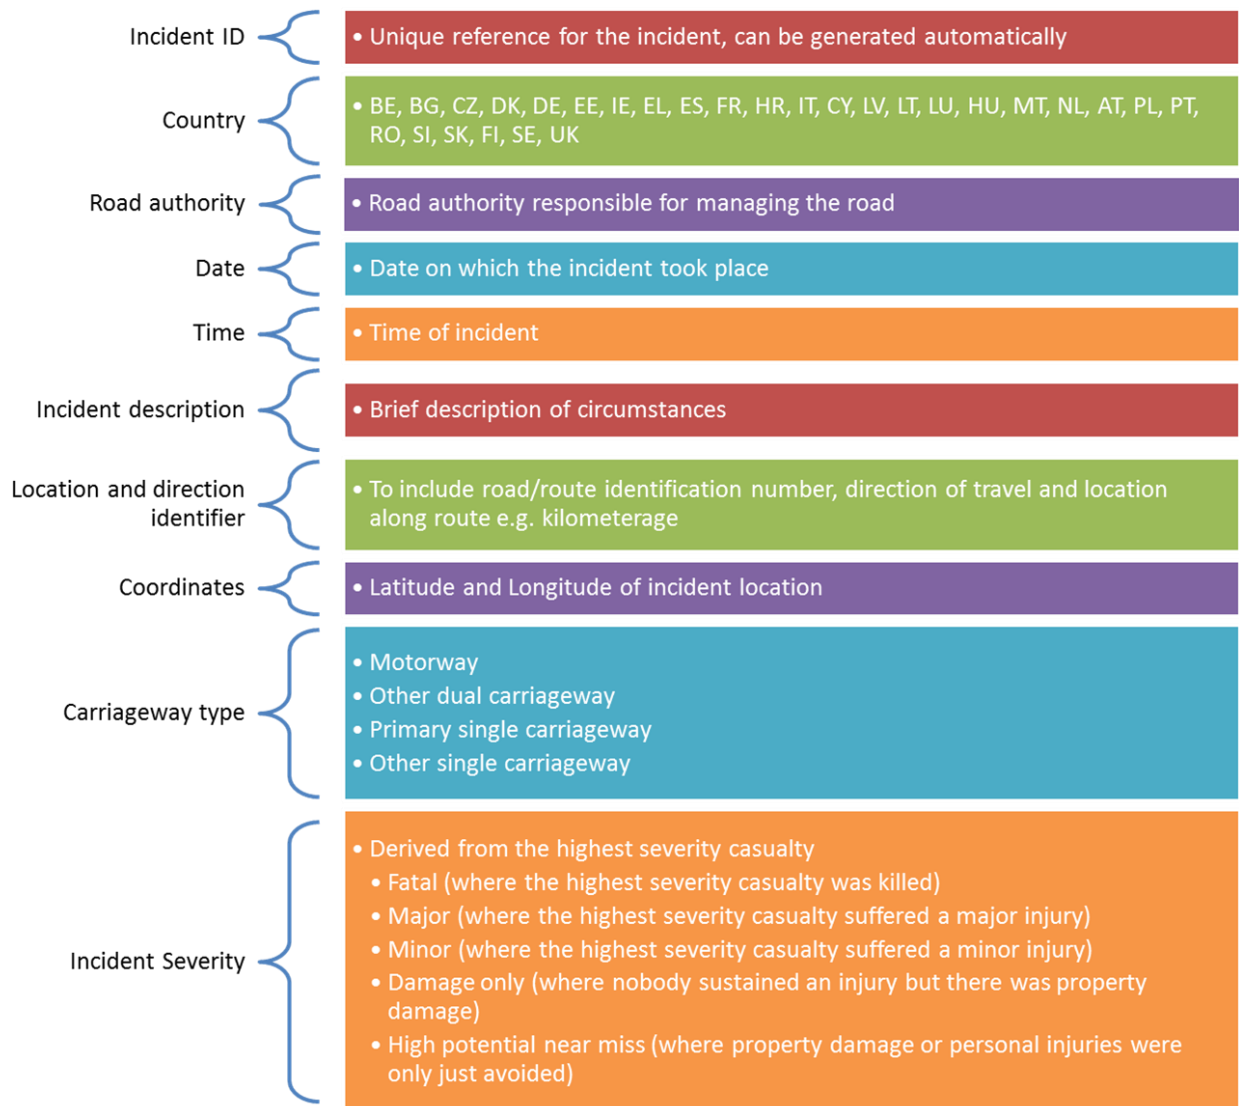 Incident ID
• Unique reference for the incident, can be generated automatically
Country
• BE, BG, CZ, DK, DE, EE, IE, EL, ES, FR, HR, IT, CY, LV, LT, LU, HU, MT, NL, AT, PL, PT,
RO, SI, SK, FI, SE, UK
Road authority
• Road authority responsible for managing the road
Date
• Date on which the incident took place
Time
• Time of incident
Incident description
• Brief description of circumstances
Location and direction
identifier
• To include road/route identification number, direction of travel and location
along route e.g. kilometerage
Coordinates
• Latitude and Longitude of incident location
Carriageway type
• Motorway
• Other dual carriageway
• Primary single carriageway
• Other single carriageway
Incident Severity
• Derived from the highest severity casualty
• Fatal (where the highest severity casualty was killed)
• Major (where the highest severity casualty suffered a major injury)
• Minor (where the highest severity casualty suffered a minor injury)
• Damage only (where nobody sustained an injury but there was property
damage)
• High potential near miss (where property damage or personal injuries were
only just avoided)